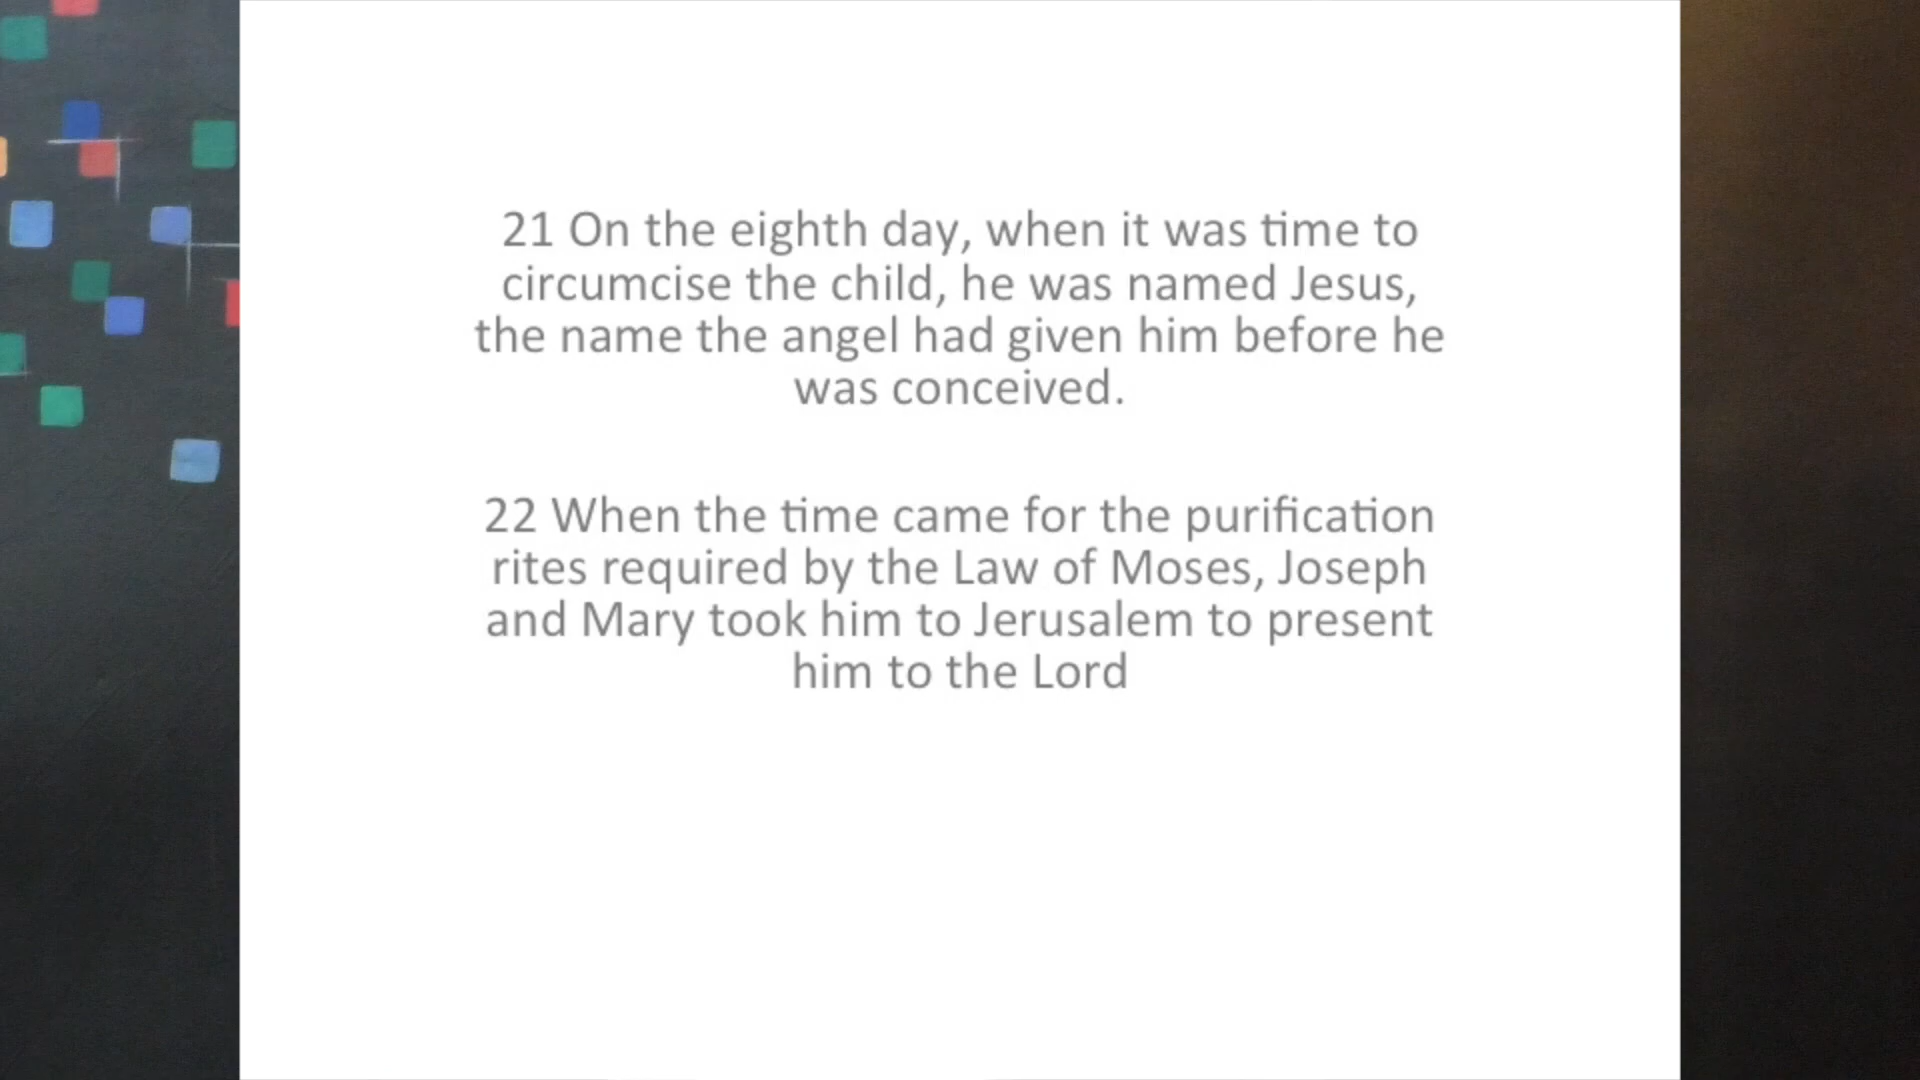 21 On the eighth day, when it was time to
circumcise the child, he was named Jesus,
the name the angel had given him before he
was conceived.
22 When the time came for the purification
rites required by the Law of Moses, Joseph
and Mary took him to Jerusalem to present
him to the Lord